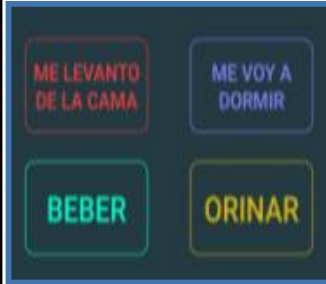 ME LEVANTO
DE LA CAMA
ME VOY A
DORMIR
BEBER
ORINAR